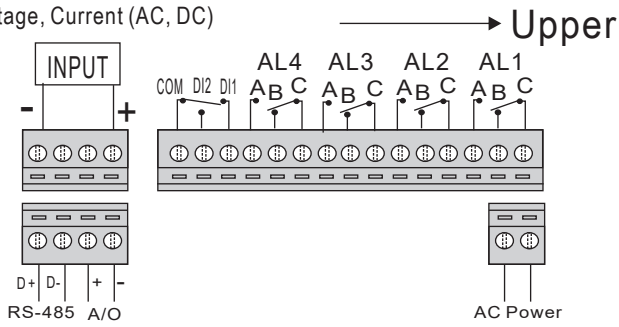 tage, Current (AC, DC)
Upper
INPUT
- +
COM DI2 DI1
AL4 AL3 AL2 AL1
A B C A B C A B C A B C
D+ D- + -
RS-485 A/O
AC Power